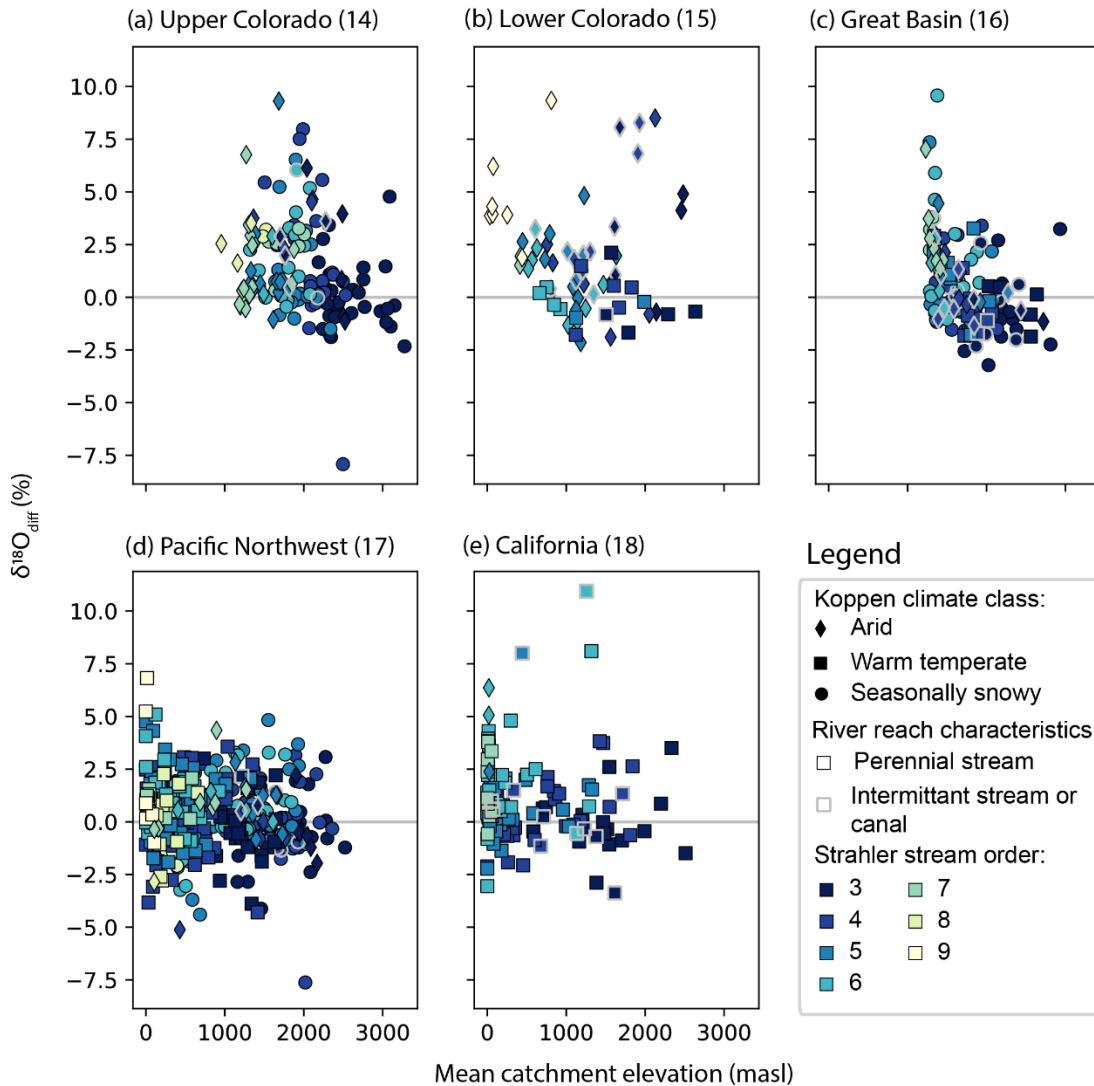 (a) Upper Colorado (14)
(b) Lower Colorado (15)
(c) Great Basin (16)
10.0
7.5
5.0
2.5
0.0
−2.5
−5.0
−7.5
δ¹⁸O_diff (%)
(d) Pacific Northwest (17)
(e) California (18)
10.0
7.5
5.0
2.5
0.0
−2.5
−5.0
−7.5
0 1000 2000 3000
0 1000 2000 3000
Mean catchment elevation (masl)
Legend
Koppen climate class:
Arid
Warm temperate
Seasonally snowy
River reach characteristics
Perennial stream
Intermittant stream or
canal
Strahler stream order:
3 7
4 8
5 9
6